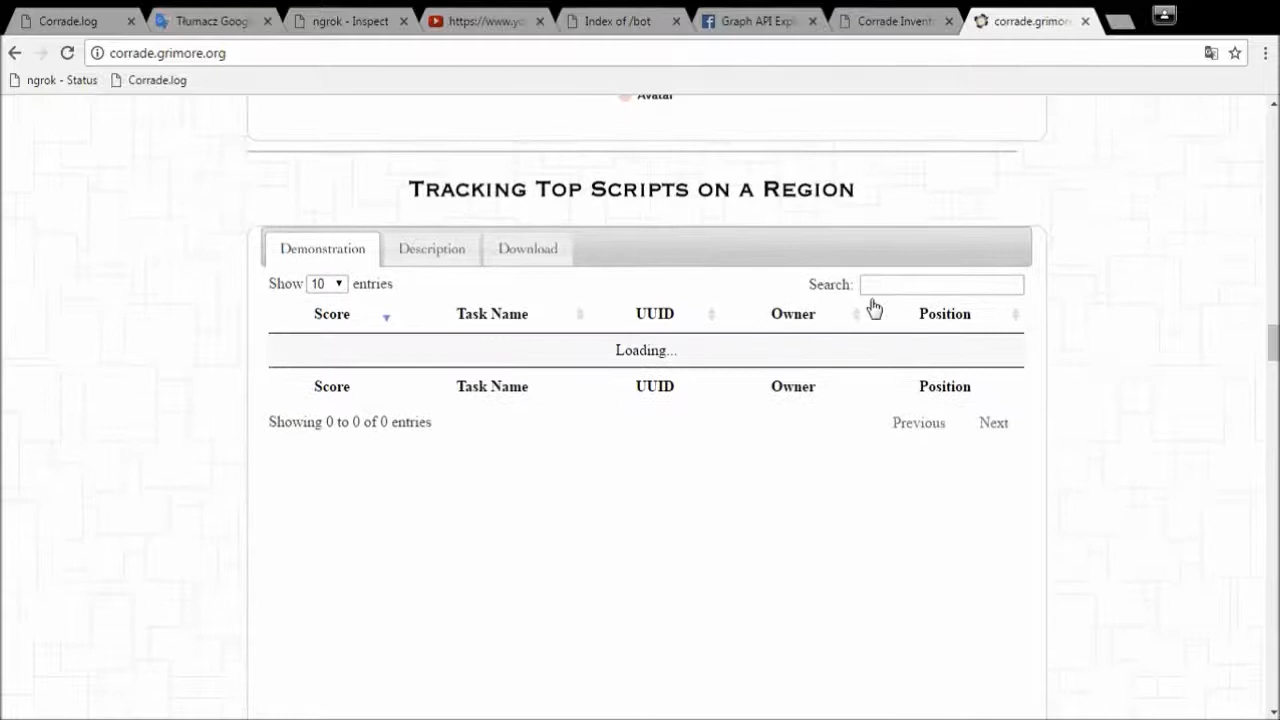 Corrade.log
Tłumacz Goog
ngrok - Inspect
https://www.yo
Index of /bot
Graph API Exp
Corrade Invent
corrade.grimore
corrade.grimore.org
ngrok - Status
Corrade.log
Avatar
Tracking Top Scripts on a Region
Demonstration
Description
Download
Show 10 entries
Search:
Score Task Name UUID Owner Position
Loading...
Score Task Name UUID Owner Position
Showing 0 to 0 of 0 entries
Previous Next